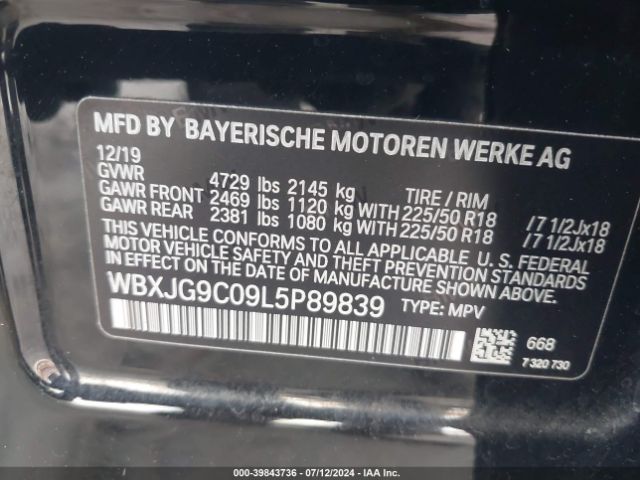 MFD BY BAYERISCHE MOTOREN WERKE AG
12/19
GVWR 4729 lbs 2145 kg TIRE / RIM
GAWR FRONT 2469 lbs 1120 kg WITH 225/50 R18 /7 1/2Jx18
GAWR REAR 2381 lbs 1080 kg WITH 225/50 R18 /7 1/2Jx18
THIS VEHICLE CONFORMS TO ALL APPLICABLE U. S. FEDERAL
MOTOR VEHICLE SAFETY AND THEFT PREVENTION STANDARDS
IN EFFECT ON THE DATE OF MANUFACTURE SHOWN ABOVE.
WBXJG9C09L5P89839 TYPE: MPV
668
7 320 730
000-39843736 - 07/12/2024 - IAA Inc.